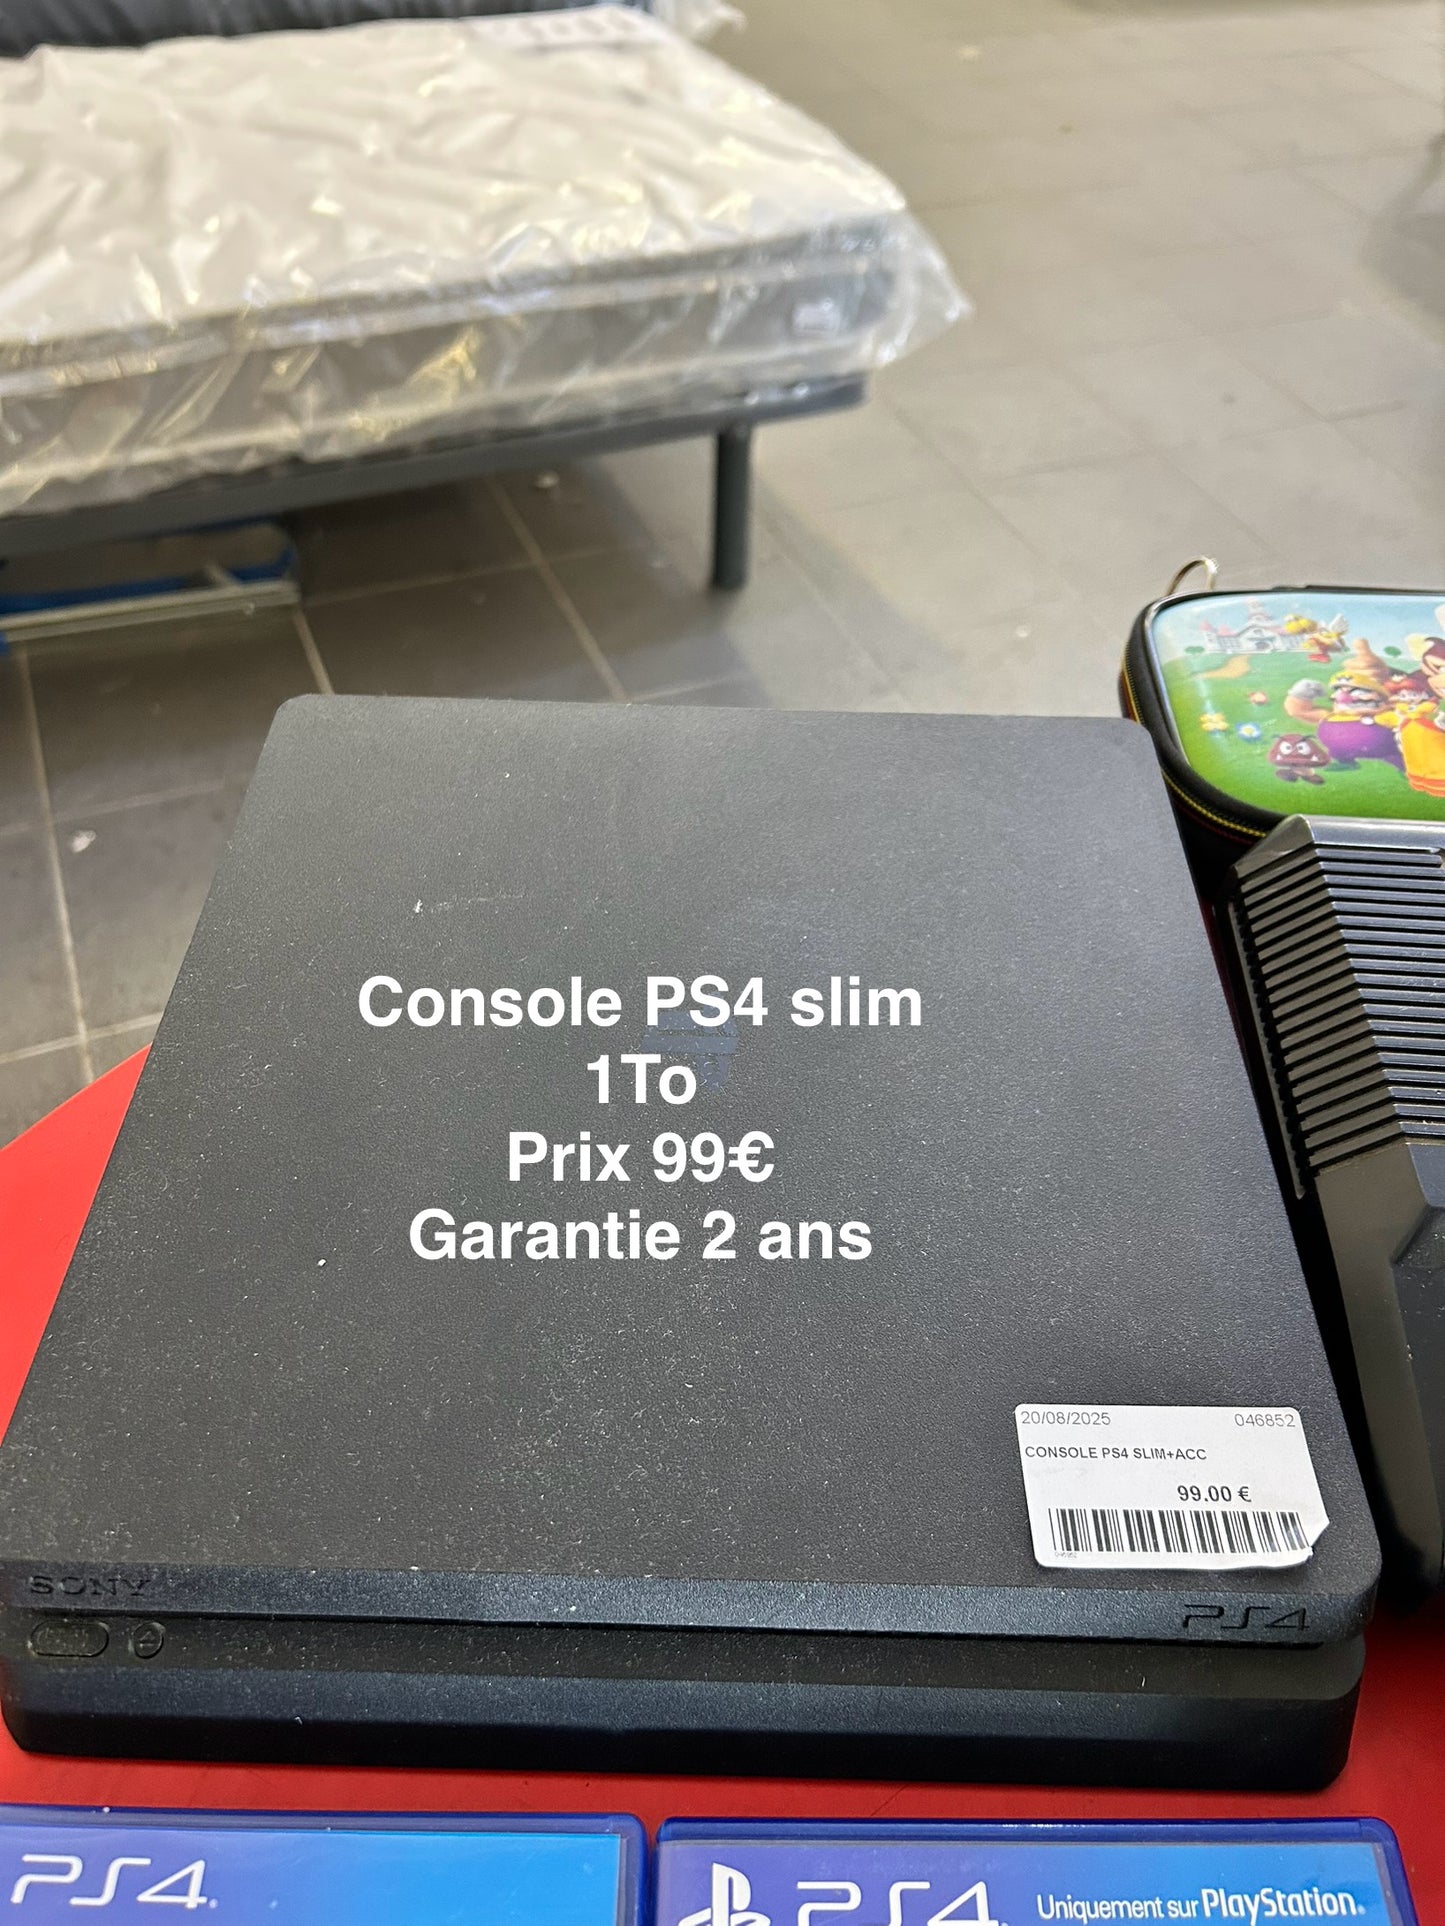 Console PS4 slim
1To
Prix 99€
Garantie 2 ans
20/08/2025 046852
CONSOLE PS4 SLIM+ACC
99.00 €
SONY
PS4
PS4
PS4 Uniquement sur PlayStation.